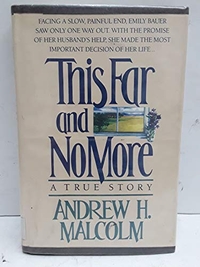 FACING A SLOW, PAINFUL END, EMILY BAUER
SAW ONLY ONE WAY OUT. WITH THE PROMISE
OF HER HUSBAND'S HELP, SHE MADE THE MOST
IMPORTANT DECISION OF HER LIFE...
This Far
and
No More
A TRUE STORY
ANDREW H.
MALCOLM